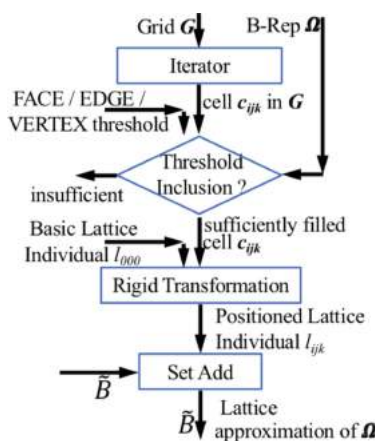 Grid G
B-Rep Ω
Iterator
FACE / EDGE /
VERTEX threshold
cell c_ijk in G
Threshold
Inclusion ?
insufficient
sufficiently filled
cell c_ijk
Basic Lattice
Individual l_000
Rigid Transformation
Positioned Lattice
Individual l_ijk
Set Add
B̃
B̃
Lattice
approximation of Ω